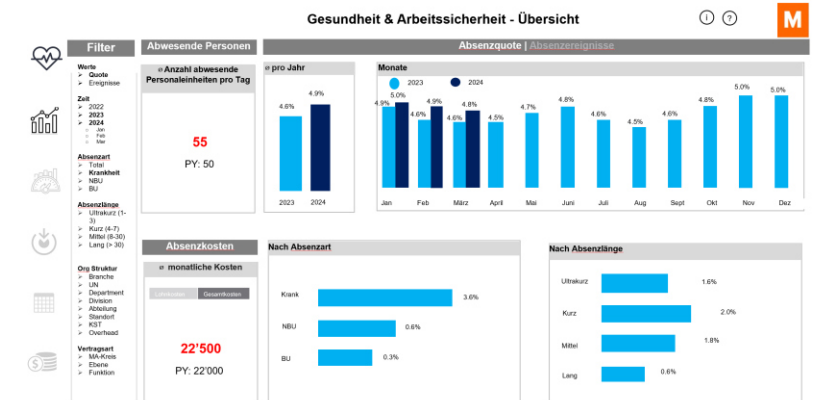 Gesundheit & Arbeitssicherheit - Übersicht
i
?
M
Filter
Werte
Quote
Ereignisse
Zeit
2022
2023
2024
Jan
Feb
Mar
Absenzart
Total
Krankheit
NBU
BU
Absenzlänge
Ultrakurz (1-
3)
Kurz (4-7)
Mittel (8-30)
Lang (> 30)
Org Struktur
Branche
UN
Department
Division
Abteilung
Standort
KST
Overhead
Vertragsart
MA-Kreis
Ebene
Funktion
Abwesende Personen
⌀ Anzahl abwesende
Personaleinheiten pro Tag
55
PY: 50
Absenzquote | Absenzereignisse
⌀ pro Jahr
4.6%
4.9%
2023 2024
Monate
2023 2024
4.9% 5.0% 4.6% 4.9% 4.6% 4.8% 4.5% 4.7% 4.8% 4.6% 4.5% 4.6% 4.8% 5.0% 5.0%
Jan Feb März April Mai Juni Juli Aug Sept Okt Nov Dez
Absenzkosten
⌀ monatliche Kosten
Gesamtkosten
22'500
PY: 22'000
Nach Absenzart
Krank 3.6%
NBU 0.6%
BU 0.3%
Nach Absenzlänge
Ultrakurz 1.6%
Kurz 2.0%
Mittel 1.8%
Lang 0.6%